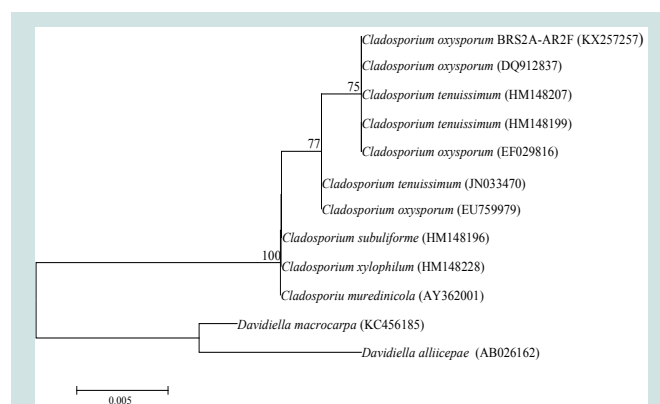 Cladosporium oxysporum BRS2A-AR2F (KX257257)
Cladosporium oxysporum (DQ912837)
75
Cladosporium tenuissimum (HM148207)
Cladosporium tenuissimum (HM148199)
77
Cladosporium oxysporum (EF029816)
Cladosporium tenuissimum (JN033470)
Cladosporium oxysporum (EU759979)
Cladosporium subuliforme (HM148196)
100
Cladosporium xylophilum (HM148228)
Cladosporiu muredinicola (AY362001)
Davidiella macrocarpa (KC456185)
Davidiella alliicepae (AB026162)
0.005